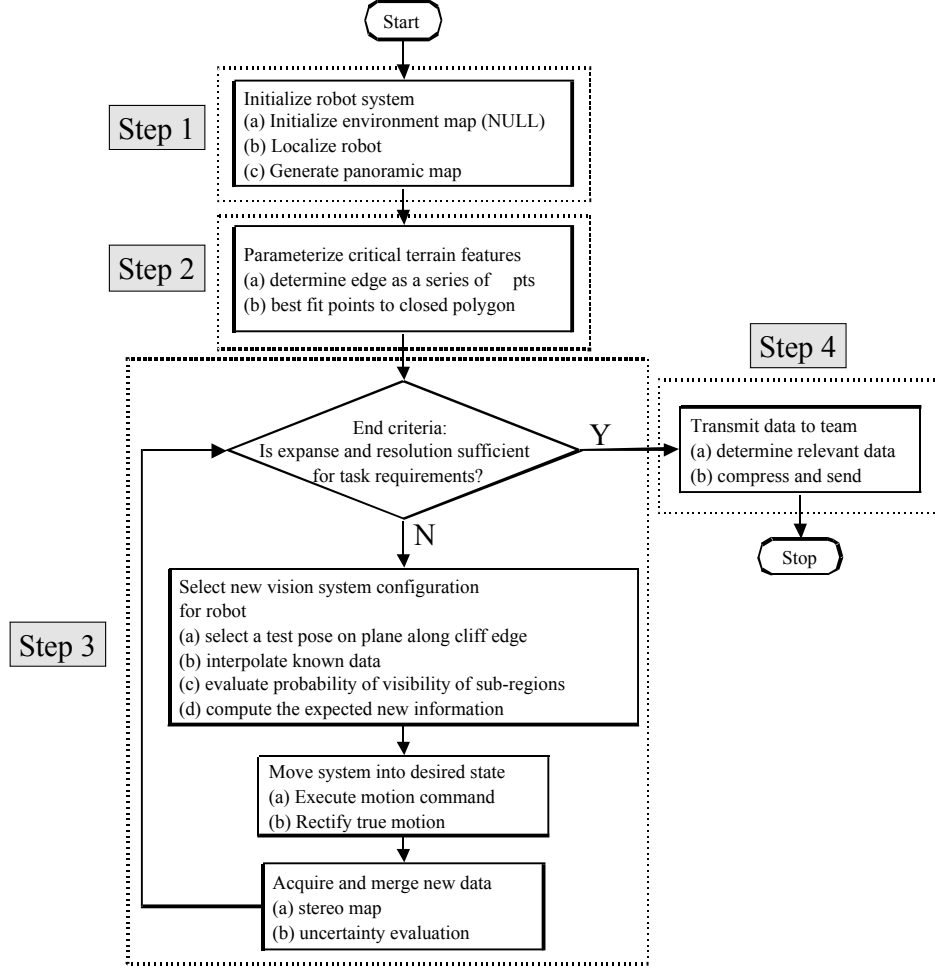 Start
Step 1
Initialize robot system
(a) Initialize environment map (NULL)
(b) Localize robot
(c) Generate panoramic map
Step 2
Parameterize critical terrain features
(a) determine edge as a series of pts
(b) best fit points to closed polygon
Step 3
End criteria:
Is expanse and resolution sufficient
for task requirements?
Y
N
Select new vision system configuration
for robot
(a) select a test pose on plane along cliff edge
(b) interpolate known data
(c) evaluate probability of visibility of sub-regions
(d) compute the expected new information
Move system into desired state
(a) Execute motion command
(b) Rectify true motion
Acquire and merge new data
(a) stereo map
(b) uncertainty evaluation
Step 4
Transmit data to team
(a) determine relevant data
(b) compress and send
Stop